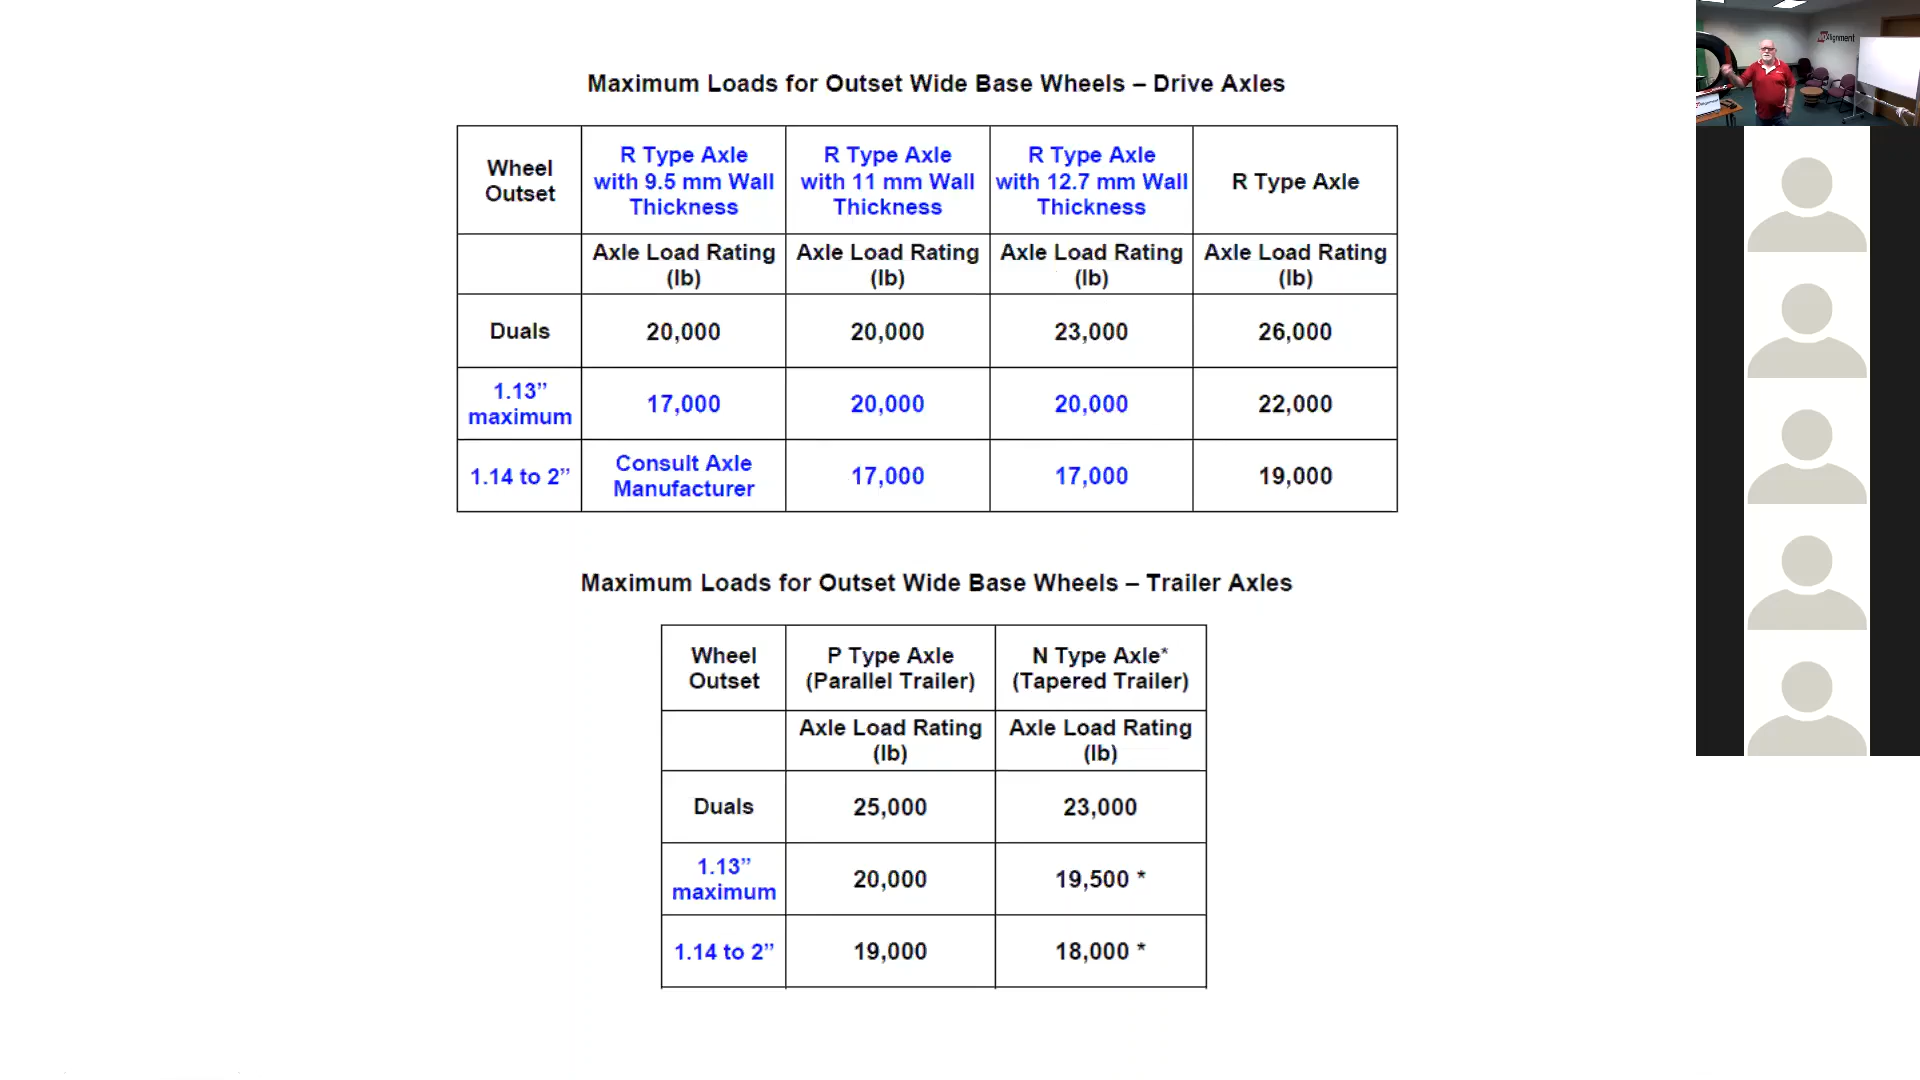 Maximum Loads for Outset Wide Base Wheels – Drive Axles
Wheel
Outset
R Type Axle
with 9.5 mm Wall
Thickness
R Type Axle
with 11 mm Wall
Thickness
R Type Axle
with 12.7 mm Wall
Thickness
R Type Axle
Axle Load Rating
(lb)
Axle Load Rating
(lb)
Axle Load Rating
(lb)
Axle Load Rating
(lb)
Duals
20,000
20,000
23,000
26,000
1.13”
maximum
17,000
20,000
20,000
22,000
1.14 to 2”
Consult Axle
Manufacturer
17,000
17,000
19,000
Maximum Loads for Outset Wide Base Wheels – Trailer Axles
Wheel
Outset
P Type Axle
(Parallel Trailer)
N Type Axle*
(Tapered Trailer)
Axle Load Rating
(lb)
Axle Load Rating
(lb)
Duals
25,000
23,000
1.13”
maximum
20,000
19,500 *
1.14 to 2”
19,000
18,000 *